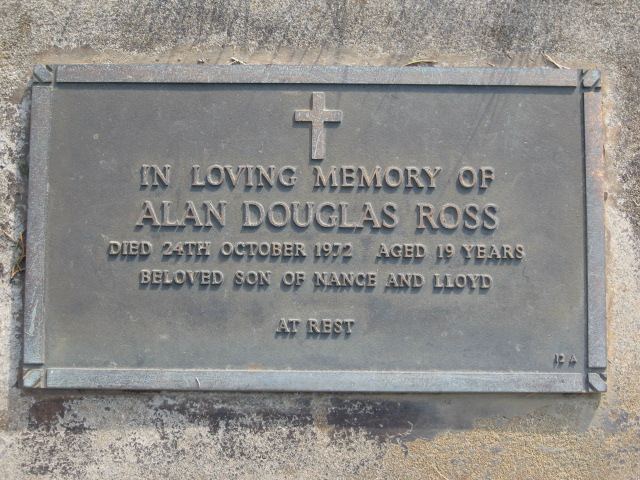 IN LOVING MEMORY OF
ALAN DOUGLAS ROSS
DIED 24TH OCTOBER 1972 AGED 19 YEARS
BELOVED SON OF NANCE AND LLOYD
AT REST
12 A